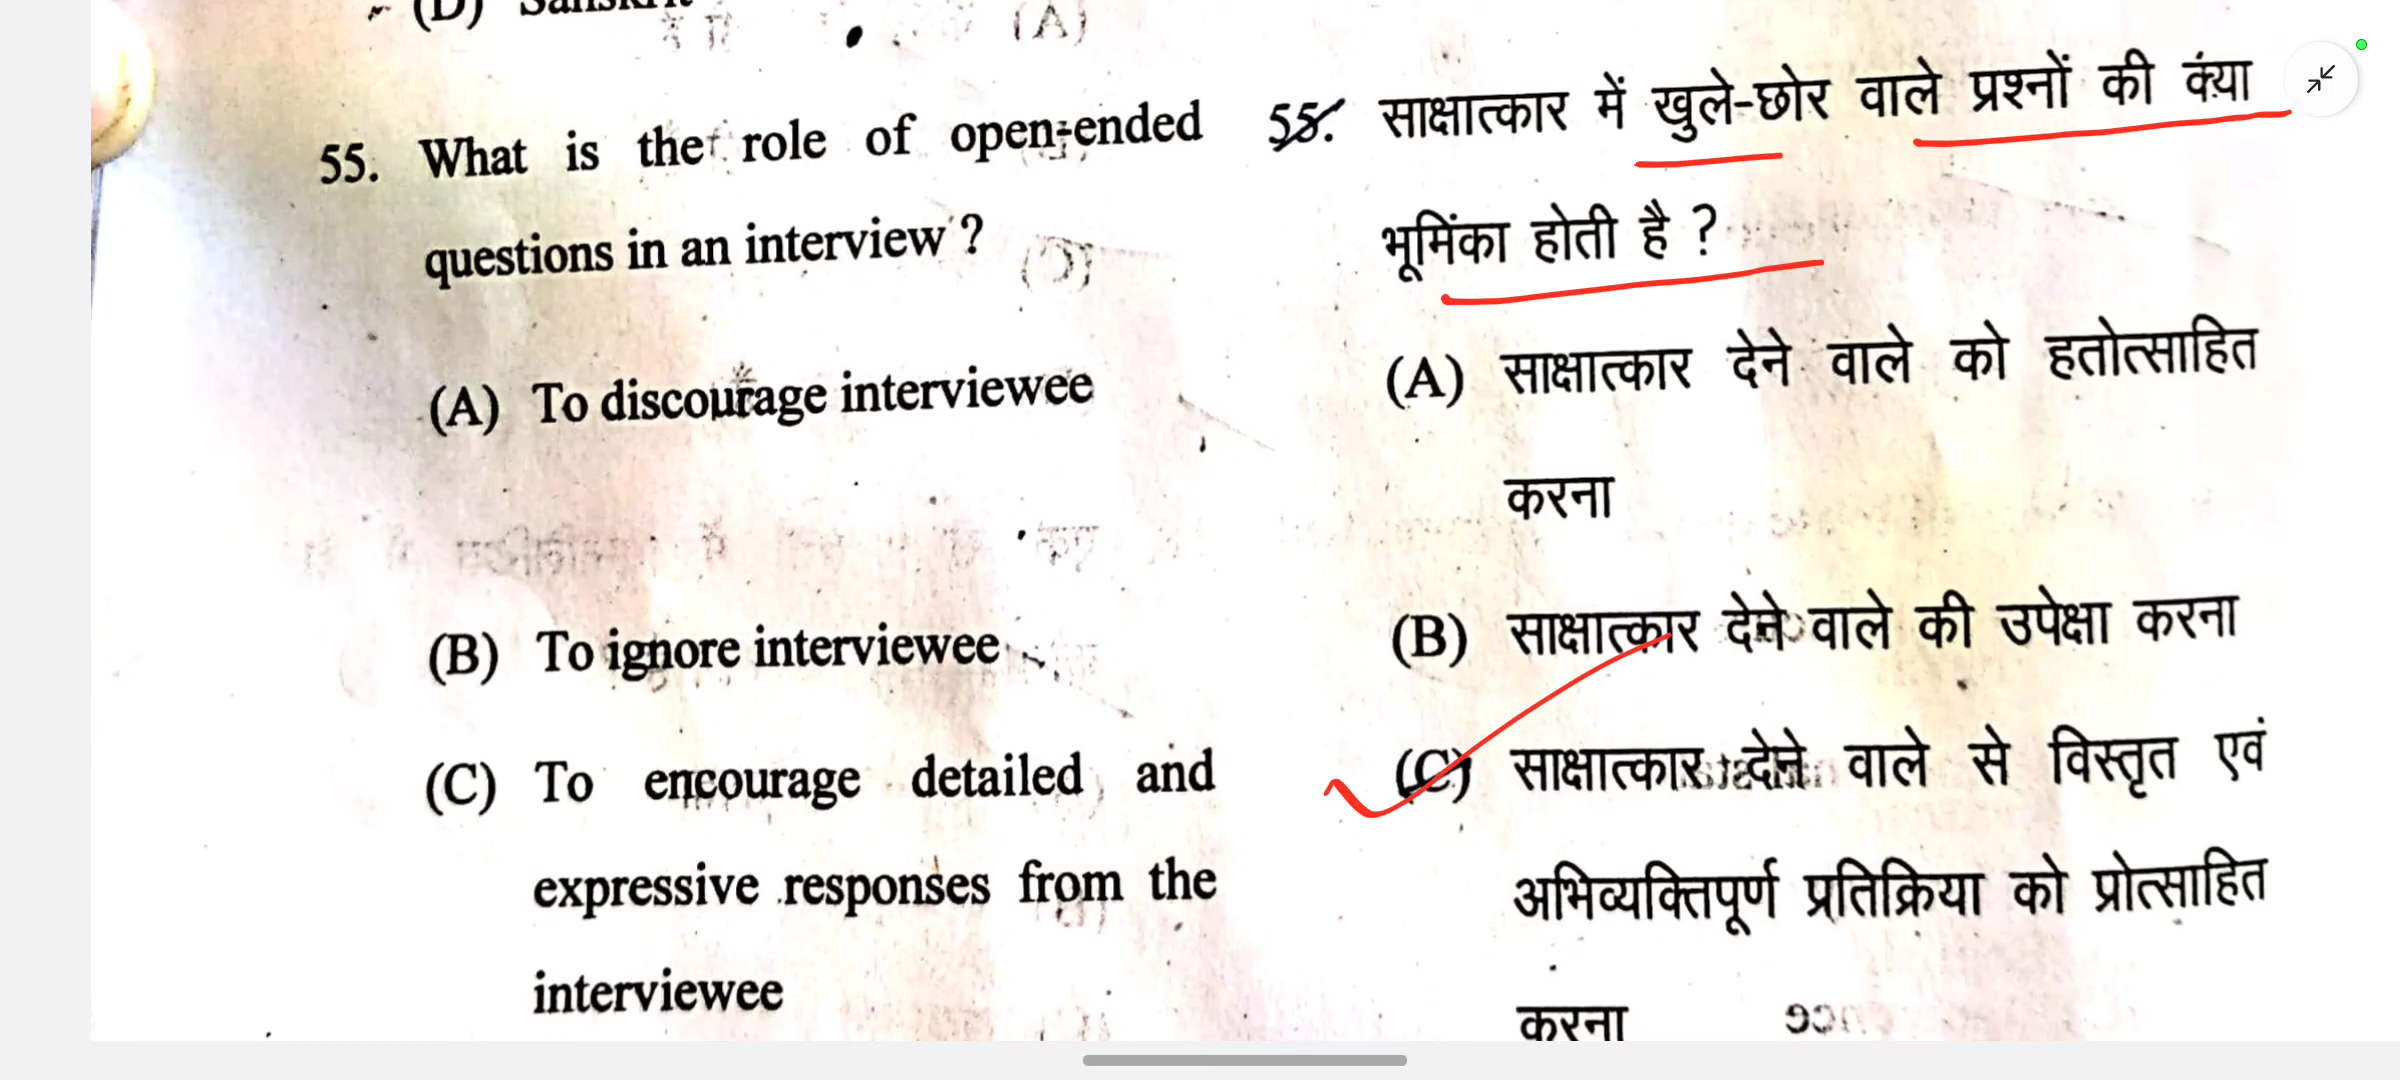 (D)
(A)
55. What is the role of open-ended
questions in an interview ?
(A) To discourage interviewee
(B) To ignore interviewee
(C) To encourage detailed and
expressive responses from the
interviewee
55. साक्षात्कार में खुले-छोर वाले प्रश्नों की क्या
भूमिका होती है ?
(A) साक्षात्कार देने वाले को हतोत्साहित
करना
(B) साक्षात्कार देने वाले की उपेक्षा करना
(C) साक्षात्कार देने वाले से विस्तृत एवं
अभिव्यक्तिपूर्ण प्रतिक्रिया को प्रोत्साहित
करना